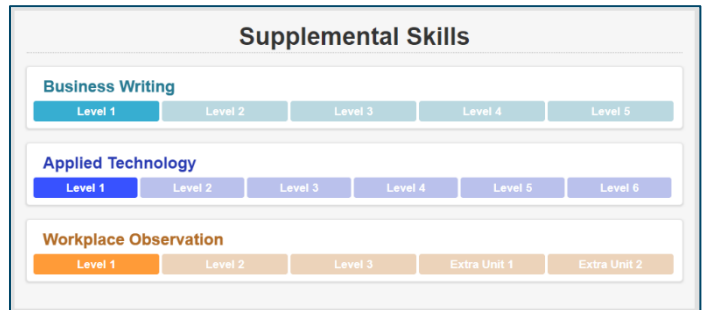 Supplemental Skills
Business Writing
Level 1 Level 2 Level 3 Level 4 Level 5
Applied Technology
Level 1 Level 2 Level 3 Level 4 Level 5 Level 6
Workplace Observation
Level 1 Level 2 Level 3 Extra Unit 1 Extra Unit 2